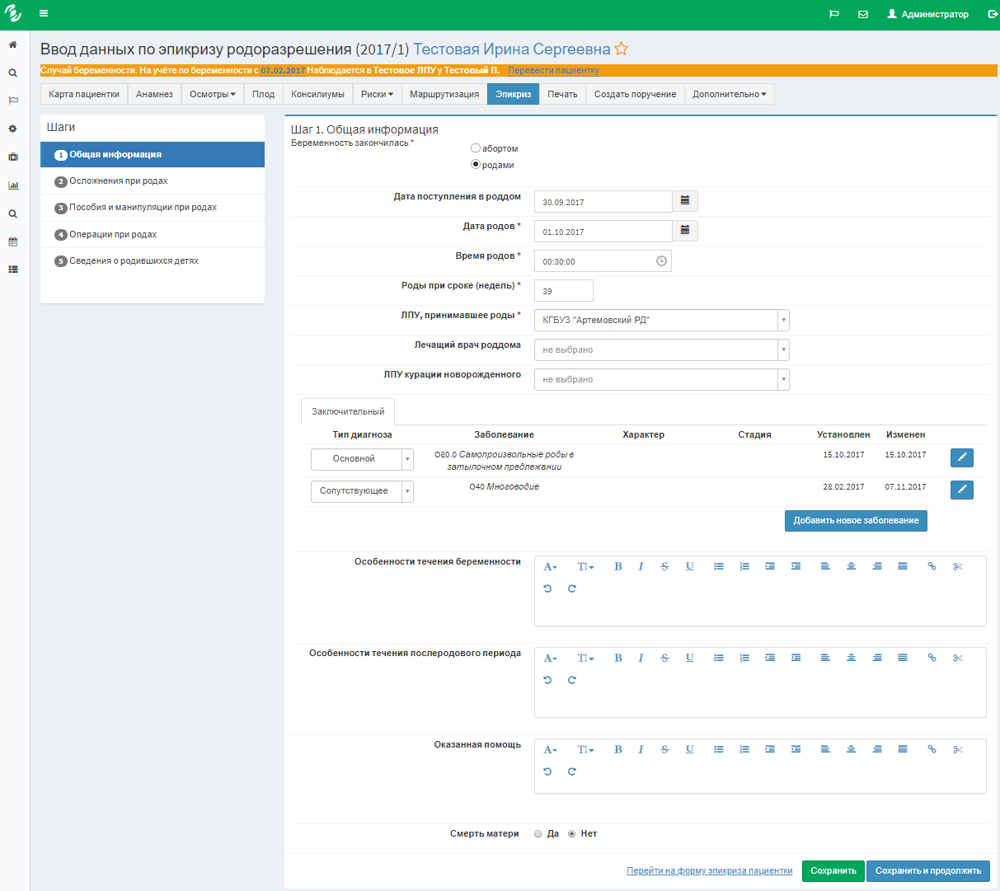 Администратор
Ввод данных по эпикризу родоразрешения (2017/1) Тестовая Ирина Сергеевна
Случай беременности. На учёте по беременности с 07.02.2017 Наблюдается в Тестовое ЛПУ у Тестовый П. Перевести пациентку
Карта пациентки Анамнез Осмотры Плод Консилиумы Риски Маршрутизация Эпикриз Печать Создать поручение Дополнительно
Шаги
1 Общая информация
2 Осложнения при родах
3 Пособия и манипуляции при родах
4 Операции при родах
5 Сведения о родившихся детях
Шаг 1. Общая информация
Беременность закончилась *
абортом
родами
Дата поступления в роддом 30.09.2017
Дата родов * 01.10.2017
Время родов * 00:30:00
Роды при сроке (недель) * 39
ЛПУ, принимавшее роды * КГБУЗ "Артемовский РД"
Лечащий врач роддома не выбрано
ЛПУ курации новорожденного не выбрано
Заключительный
Тип диагноза Заболевание Характер Стадия Установлен Изменен
Основной O80.0 Самопроизвольные роды в 15.10.2017 15.10.2017
затылочном предлежании
Сопутствующее O40 Многоводие 28.02.2017 07.11.2017
Добавить новое заболевание
Особенности течения беременности
A TI B I S U
Особенности течения послеродового периода
A TI B I S U
Оказанная помощь
A TI B I S U
Смерть матери Да Нет
Перейти на форму эпикриза пациентки Сохранить Сохранить и продолжить